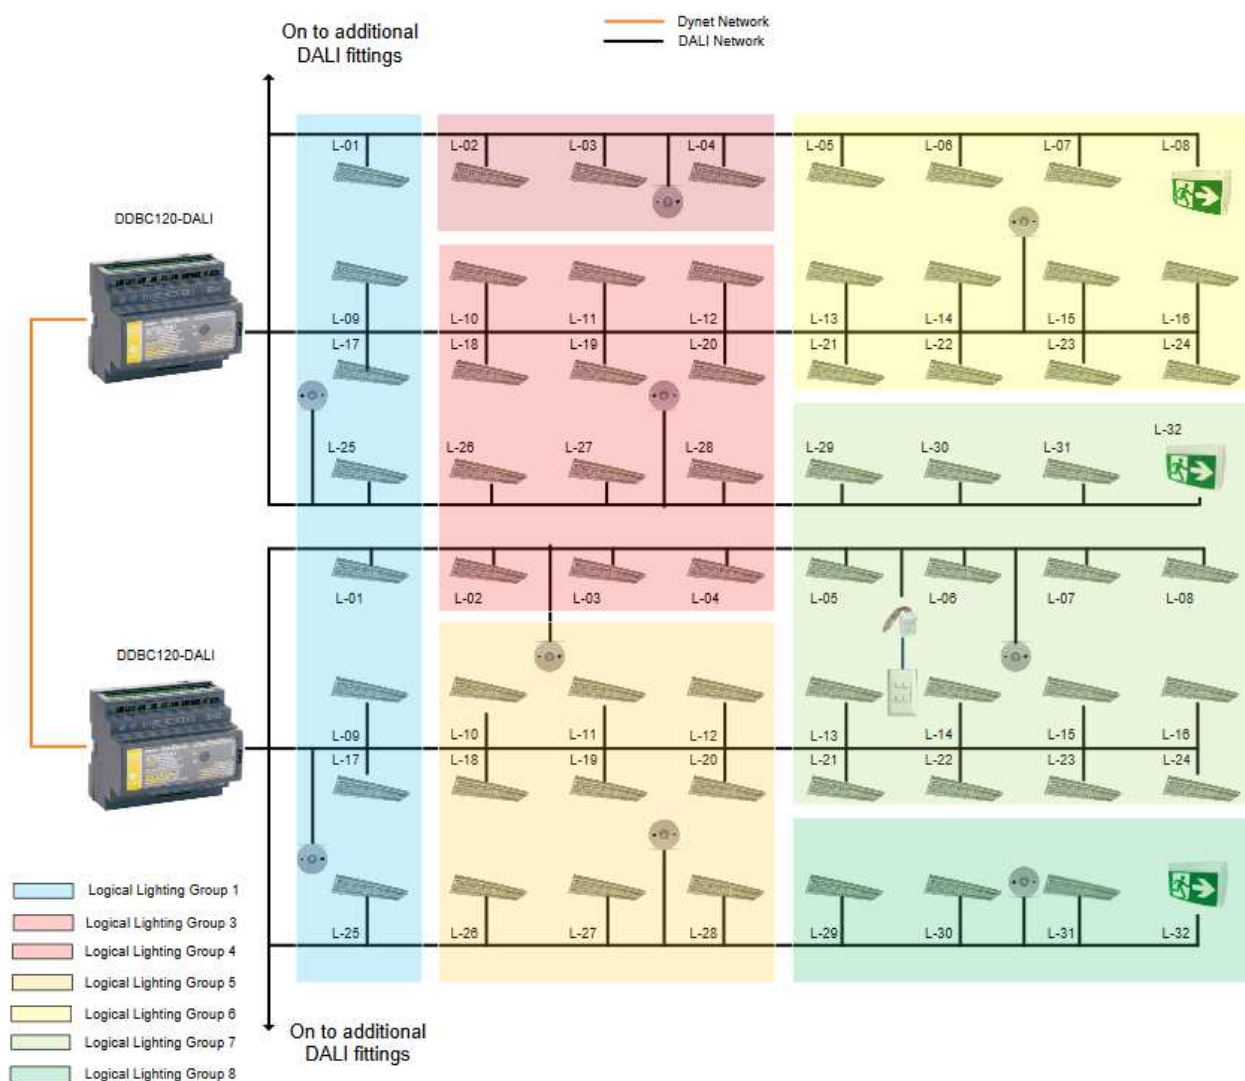 On to additional
DALI fittings
Dynet Network
DALI Network
L-01 L-02 L-03 L-04 L-05 L-06 L-07 L-08
DDBC120-DALI
L-09 L-10 L-11 L-12 L-13 L-14 L-15 L-16
L-17 L-18 L-19 L-20 L-21 L-22 L-23 L-24
L-25 L-26 L-27 L-28 L-29 L-30 L-31 L-32
L-01 L-02 L-03 L-04 L-05 L-06 L-07 L-08
DDBC120-DALI
L-09 L-10 L-11 L-12 L-13 L-14 L-15 L-16
L-17 L-18 L-19 L-20 L-21 L-22 L-23 L-24
L-25 L-26 L-27 L-28 L-29 L-30 L-31 L-32
Logical Lighting Group 1
Logical Lighting Group 3
Logical Lighting Group 4
Logical Lighting Group 5
Logical Lighting Group 6
Logical Lighting Group 7
Logical Lighting Group 8
On to additional
DALI fittings